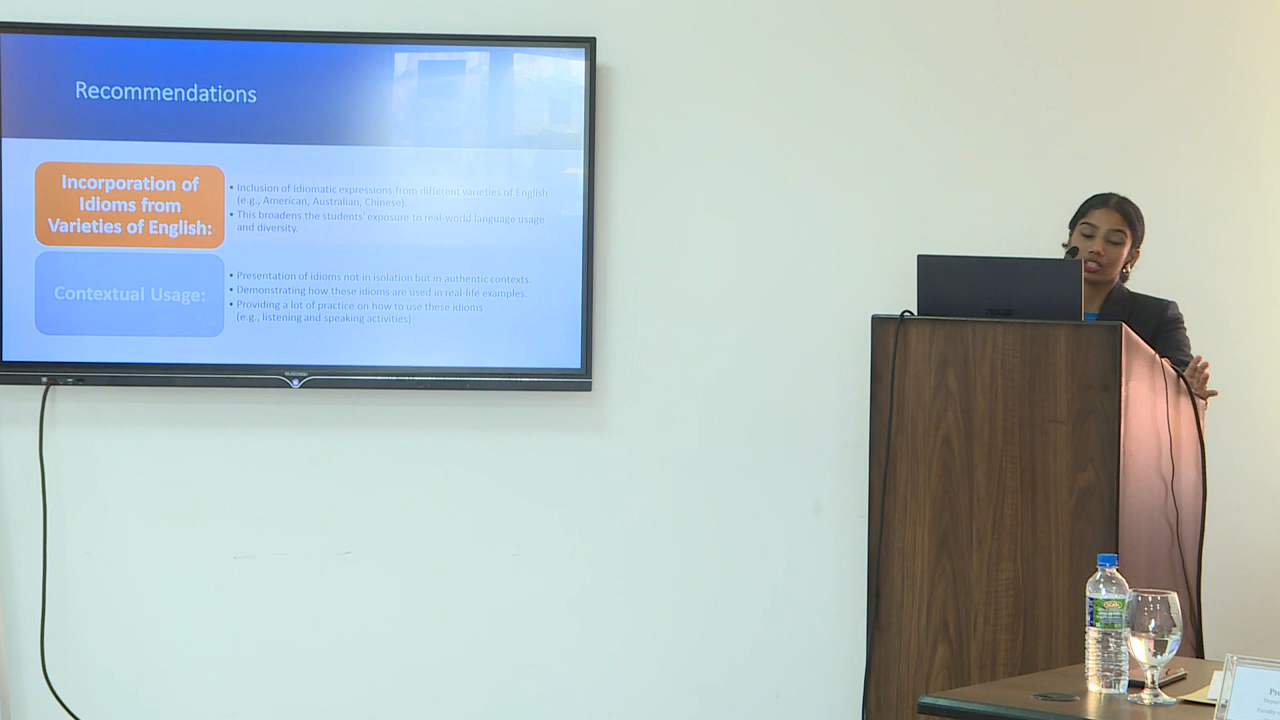 Recommendations
Incorporation of
Idioms from
Varieties of English:
• Inclusion of idiomatic expressions from different varieties of English
(e.g., American, Australian, Chinese).
• This broadens the students' exposure to real-world language usage
and diversity.
Contextual Usage:
• Presentation of idioms not in isolation but in authentic contexts.
• Demonstrating how these idioms are used in real-life examples.
• Providing a lot of practice on how to use these idioms
(e.g., listening and speaking activities)
ASUS